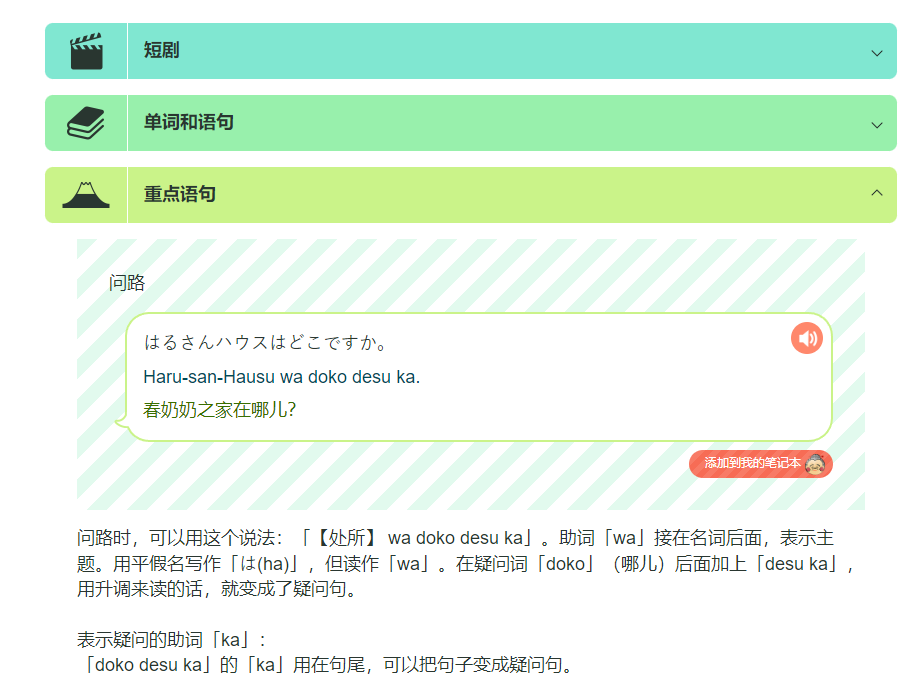 短剧
单词和语句
重点语句
问路
はるさんハウスはどこですか。
Haru-san-Hausu wa doko desu ka.
春奶奶之家在哪儿?
添加到我的笔记本
问路时，可以用这个说法：「【处所】 wa doko desu ka」。助词「wa」接在名词后面，表示主
题。用平假名写作「は(ha)」，但读作「wa」。在疑问词「doko」（哪儿）后面加上「desu ka」，
用升调来读的话，就变成了疑问句。
表示疑问的助词「ka」：
「doko desu ka」的「ka」用在句尾，可以把句子变成疑问句。